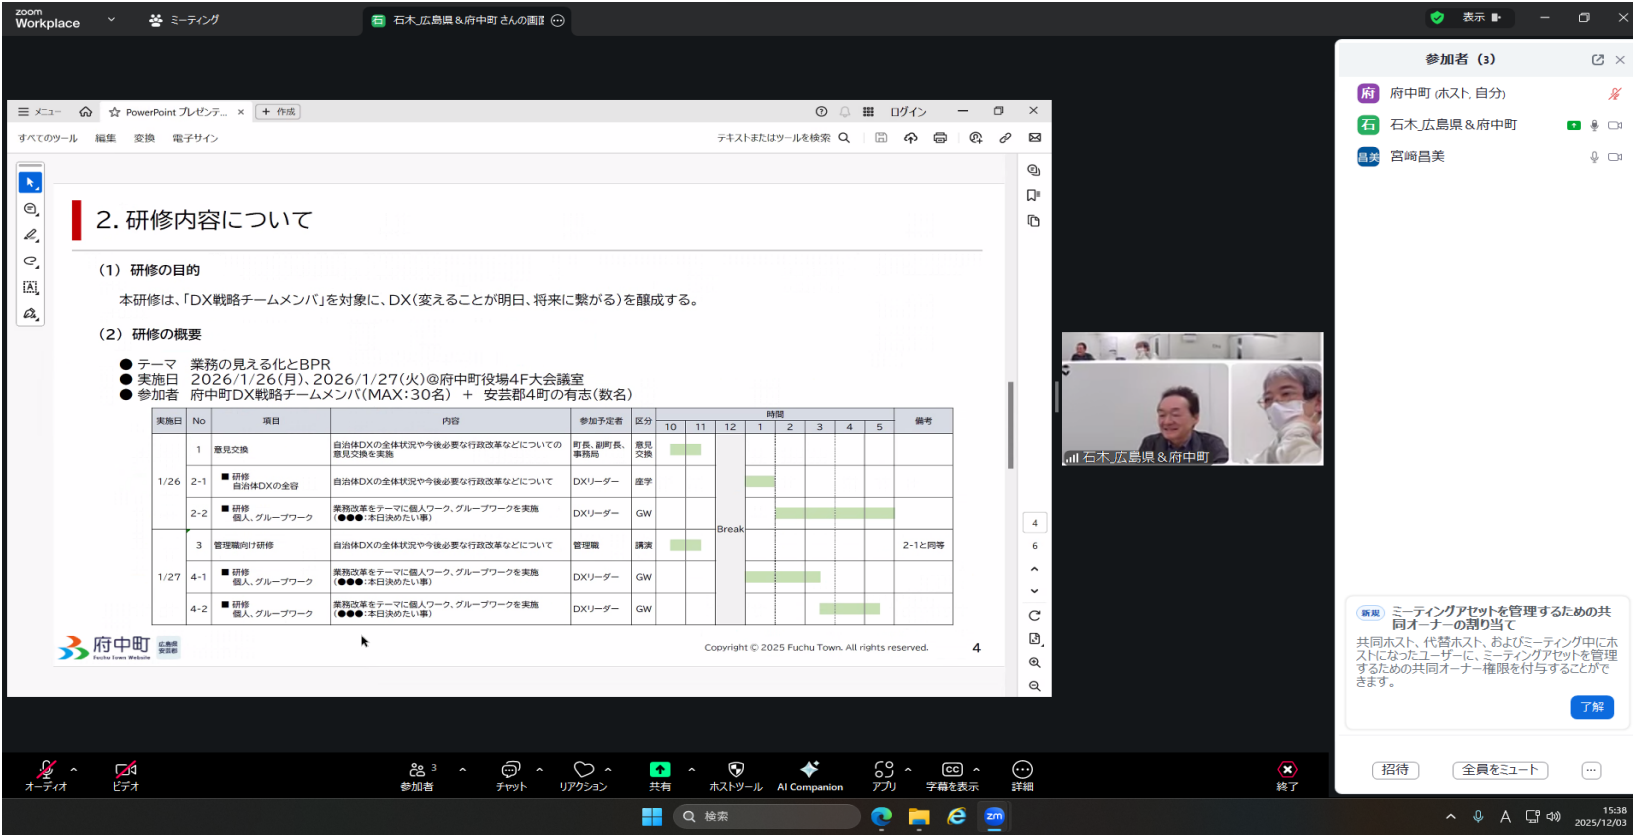 zoom
Workplace
ミーティング
石 石木_広島県&府中町 さんの画面
表示
メニュー
PowerPoint プレゼンテ...
+ 作成
ログイン
すべてのツール 編集 変換 電子サイン
テキストまたはツールを検索
2. 研修内容について
(1) 研修の目的
本研修は、「DX戦略チームメンバ」を対象に、DX(変えることが明日、将来に繋がる)を醸成する。
(2) 研修の概要
● テーマ 業務の見える化とBPR
● 実施日 2026/1/26(月)、2026/1/27(火)@府中町役場4F大会議室
● 参加者 府中町DX戦略チームメンバ(MAX:30名) + 安芸郡4町の有志(数名)
実施日 No 項目 内容 参加予定者 区分 時間 備考
10 11 12 1 2 3 4 5
1/26
1 意見交換 自治体DXの全体状況や今後必要な行政改革などについての意見交換を実施 町長、副町長、事務局 意見交換
2-1 ■ 研修 自治体DXの全容 自治体DXの全体状況や今後必要な行政改革などについて DXリーダー 座学
2-2 ■ 研修 個人、グループワーク 業務改革をテーマに個人ワーク、グループワークを実施 (●●●:本日決めたい事) DXリーダー GW
Break
1/27
3 管理職向け研修 自治体DXの全体状況や今後必要な行政改革などについて 管理職 講演 2-1と同等
4-1 ■ 研修 個人、グループワーク 業務改革をテーマに個人ワーク、グループワークを実施 (●●●:本日決めたい事) DXリーダー GW
4-2 ■ 研修 個人、グループワーク 業務改革をテーマに個人ワーク、グループワークを実施 (●●●:本日決めたい事) DXリーダー GW
府中町 広島県 安芸郡
Fuchu Town Website
Copyright © 2025 Fuchu Town. All rights reserved.
4
4
6
石木_広島県&府中町
参加者 (3)
府 府中町 (ホスト, 自分)
石 石木_広島県&府中町
昌美 宮崎昌美
新規 ミーティングアセットを管理するための共
同オーナーの割り当て
共同ホスト、代替ホスト、およびミーティング中にホ
ストになったユーザーに、ミーティングアセットを管理
するための共同オーナー権限を付与することがで
きます。
了解
招待 全員をミュート ...
オーディオ
ビデオ
参加者 3
チャット
リアクション
共有
ホストツール
AI Companion
アプリ
CC
字幕を表示
詳細
終了
検索
zm
A
15:38
2025/12/03